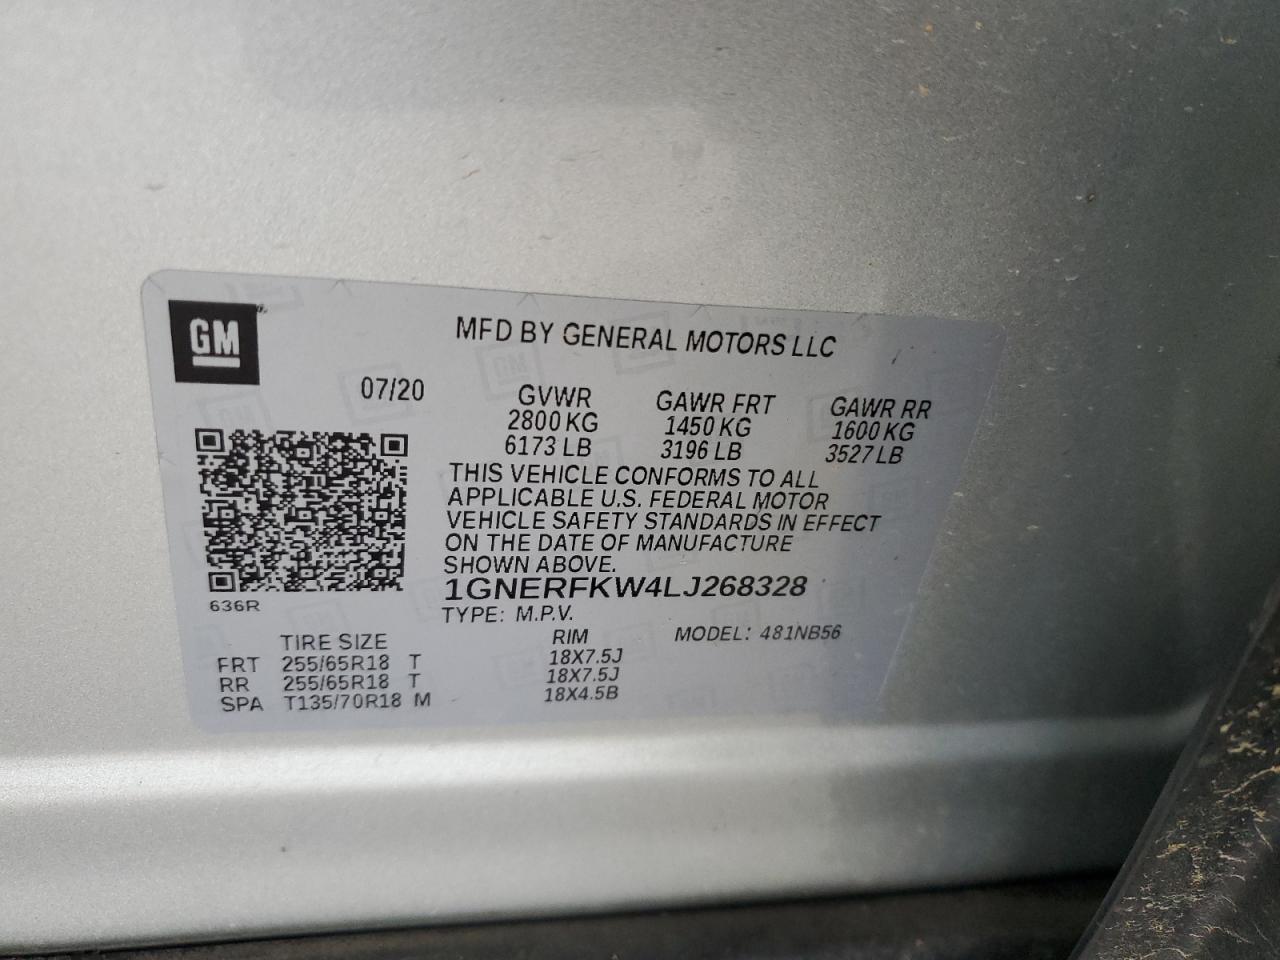 GM
MFD BY GENERAL MOTORS LLC
07/20
GVWR GAWR FRT GAWR RR
2800 KG 1450 KG 1600 KG
6173 LB 3196 LB 3527 LB
THIS VEHICLE CONFORMS TO ALL
APPLICABLE U.S. FEDERAL MOTOR
VEHICLE SAFETY STANDARDS IN EFFECT
ON THE DATE OF MANUFACTURE
SHOWN ABOVE.
1GNERFKW4LJ268328
636R
TYPE: M.P.V.
MODEL: 481NB56
TIRE SIZE RIM
FRT 255/65R18 T 18X7.5J
RR 255/65R18 T 18X7.5J
SPA T135/70R18 M 18X4.5B